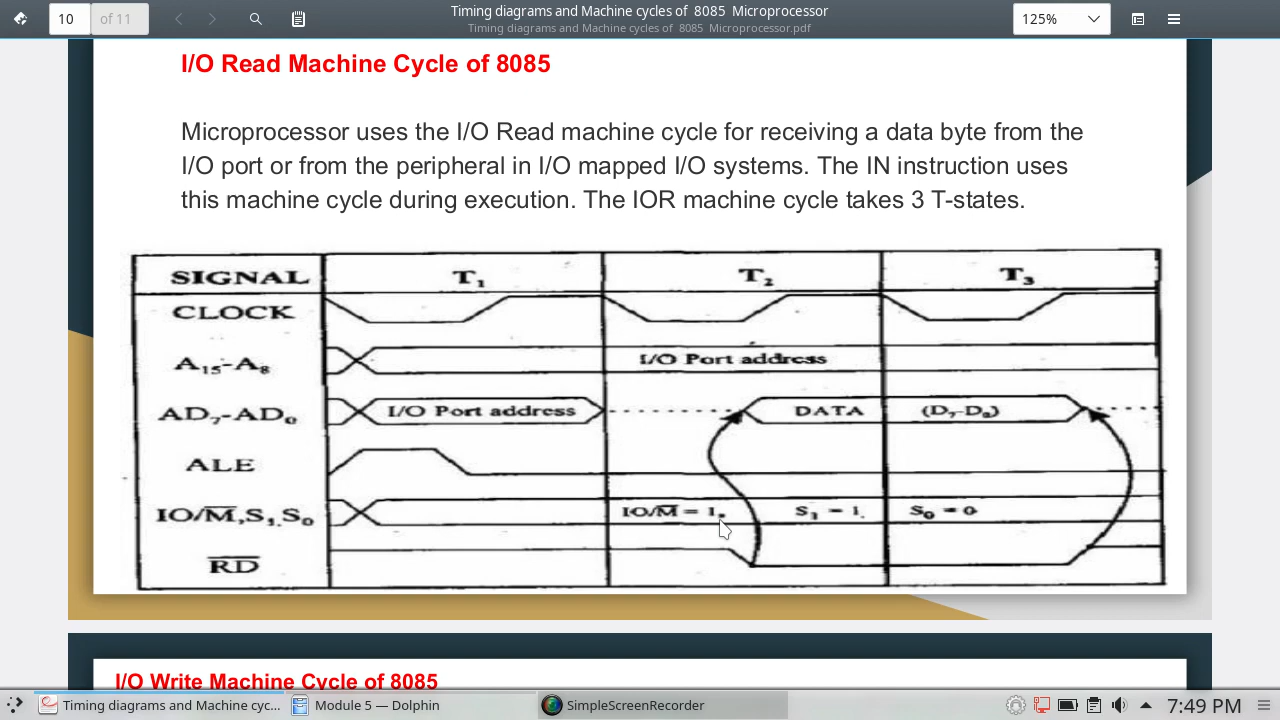 10 of 11
Timing diagrams and Machine cycles of 8085 Microprocessor
Timing diagrams and Machine cycles of 8085 Microprocessor.pdf
125%
I/O Read Machine Cycle of 8085
Microprocessor uses the I/O Read machine cycle for receiving a data byte from the
I/O port or from the peripheral in I/O mapped I/O systems. The IN instruction uses
this machine cycle during execution. The IOR machine cycle takes 3 T-states.
SIGNAL T₁ T₂ T₃
CLOCK
A₁₅-A₈ I/O Port address
AD₇-AD₀ I/O Port address DATA (D₇-D₀)
ALE
IO/M̅,S₁,S₀ IO/M̅ = 1, S₁ = 1. S₀ = 0
R̅D̅
I/O Write Machine Cycle of 8085
Timing diagrams and Machine cyc... Module 5 — Dolphin SimpleScreenRecorder 7:49 PM